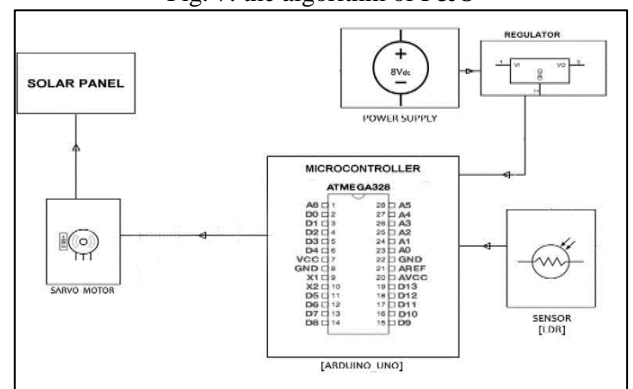 Fig. 7. the algorithm of P&O
SOLAR PANEL
+
8Vdc
−
POWER SUPPLY
REGULATOR
1 VI VO 2
GND
MICROCONTROLLER
ATMEGA328
A6 1 28 A5
D0 2 27 A4
D1 3 26 A3
D2 4 25 A2
D3 5 24 A1
D4 6 23 A0
VCC 7 22 GND
GND 8 21 AREF
X1 9 20 AVCC
X2 10 19 D13
D5 11 18 D12
D6 12 17 D11
D7 13 16 D10
D8 14 15 D9
[ARDUINO_UNO]
SARVO MOTOR
SENSOR
[LDR]